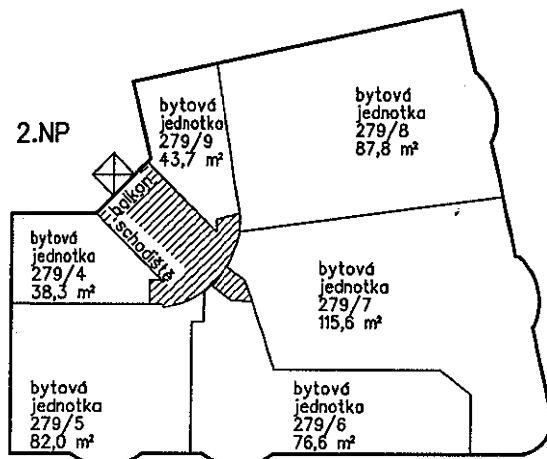 2.NP
bytová
jednotka
279/9
43,7 m²
bytová
jednotka
279/8
87,8 m²
balkon
schodiště
bytová
jednotka
279/4
38,3 m²
bytová
jednotka
279/7
115,6 m²
bytová
jednotka
279/5
82,0 m²
bytová
jednotka
279/6
76,6 m²